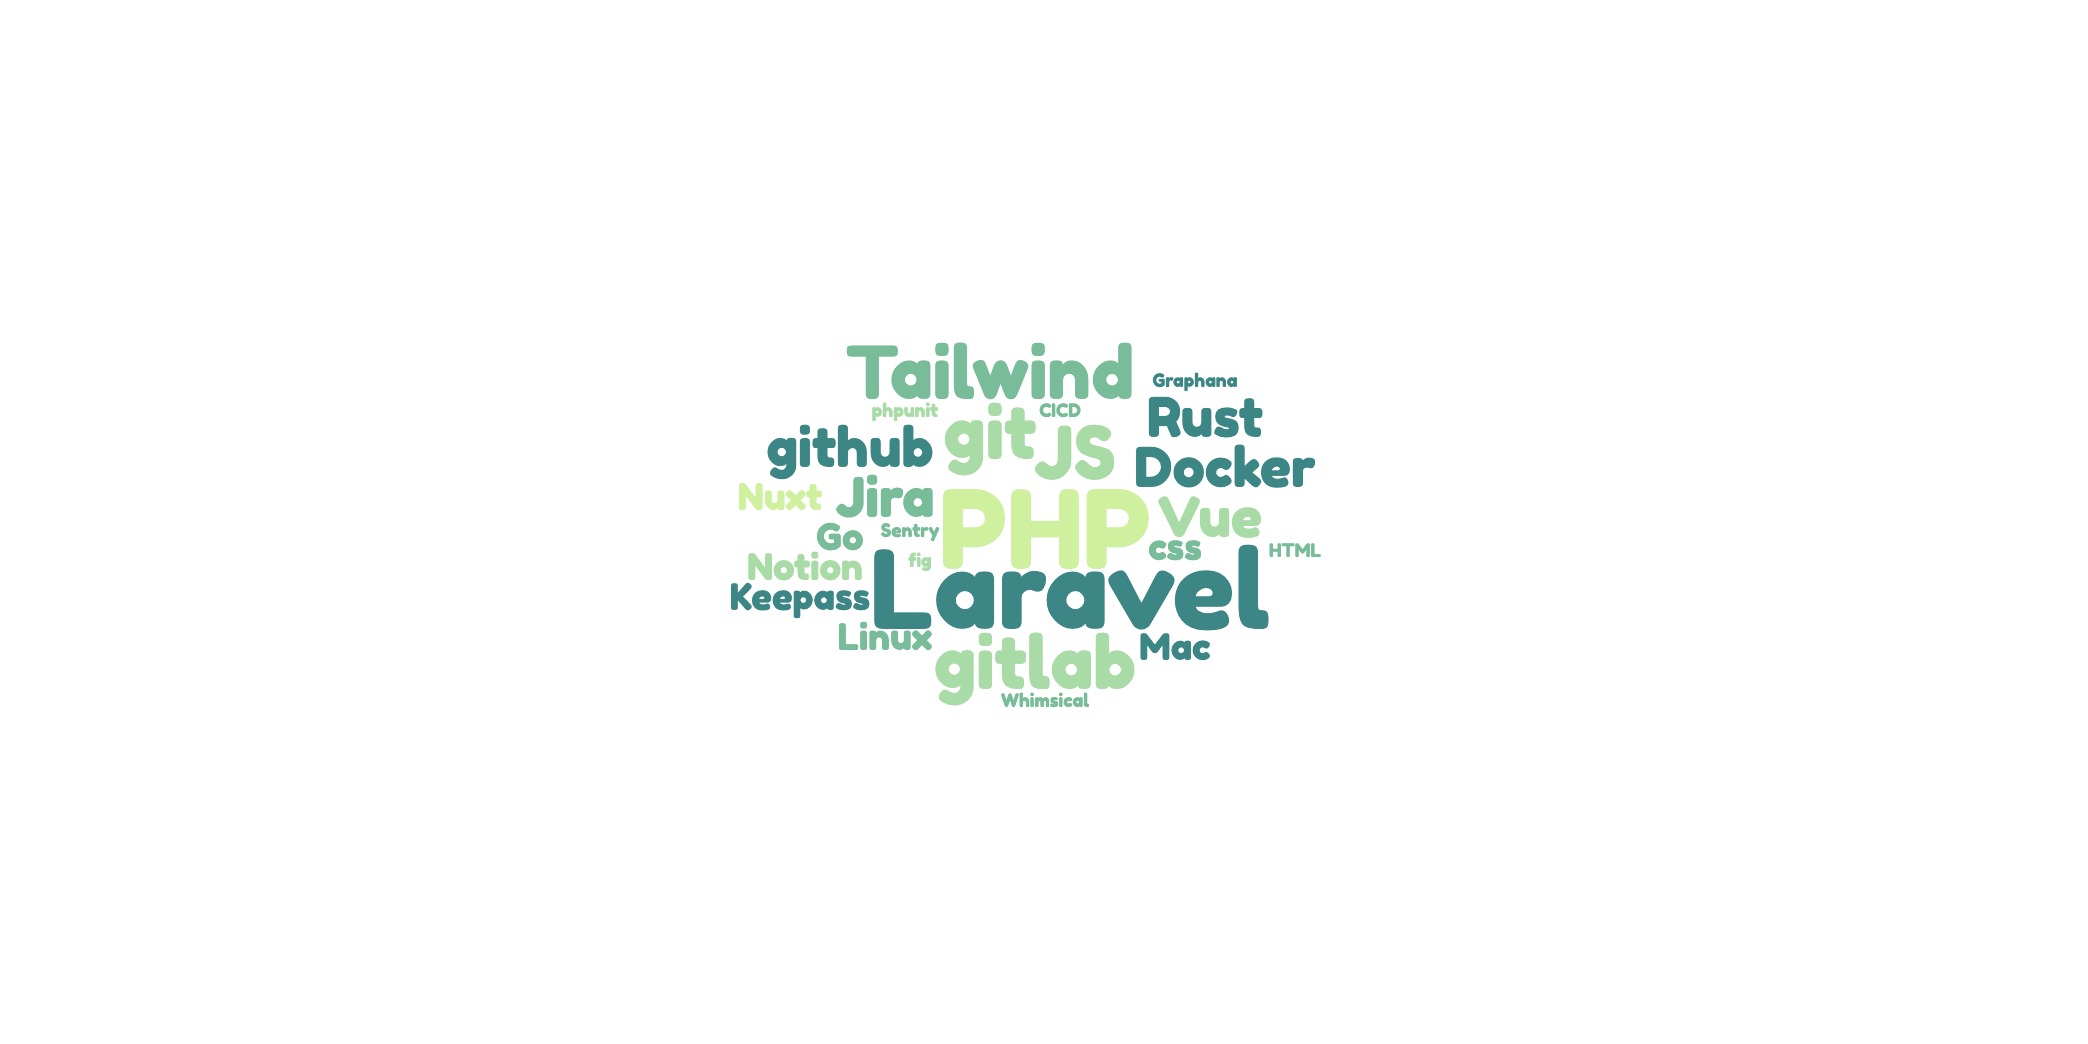 Tailwind
Graphana
phpunit
git
CICD
Rust
github
JS
Docker
Nuxt
Jira
PHP
Vue
Go
Sentry
css
HTML
Notion
fig
Keepass
Laravel
Linux
gitlab
Mac
Whimsical